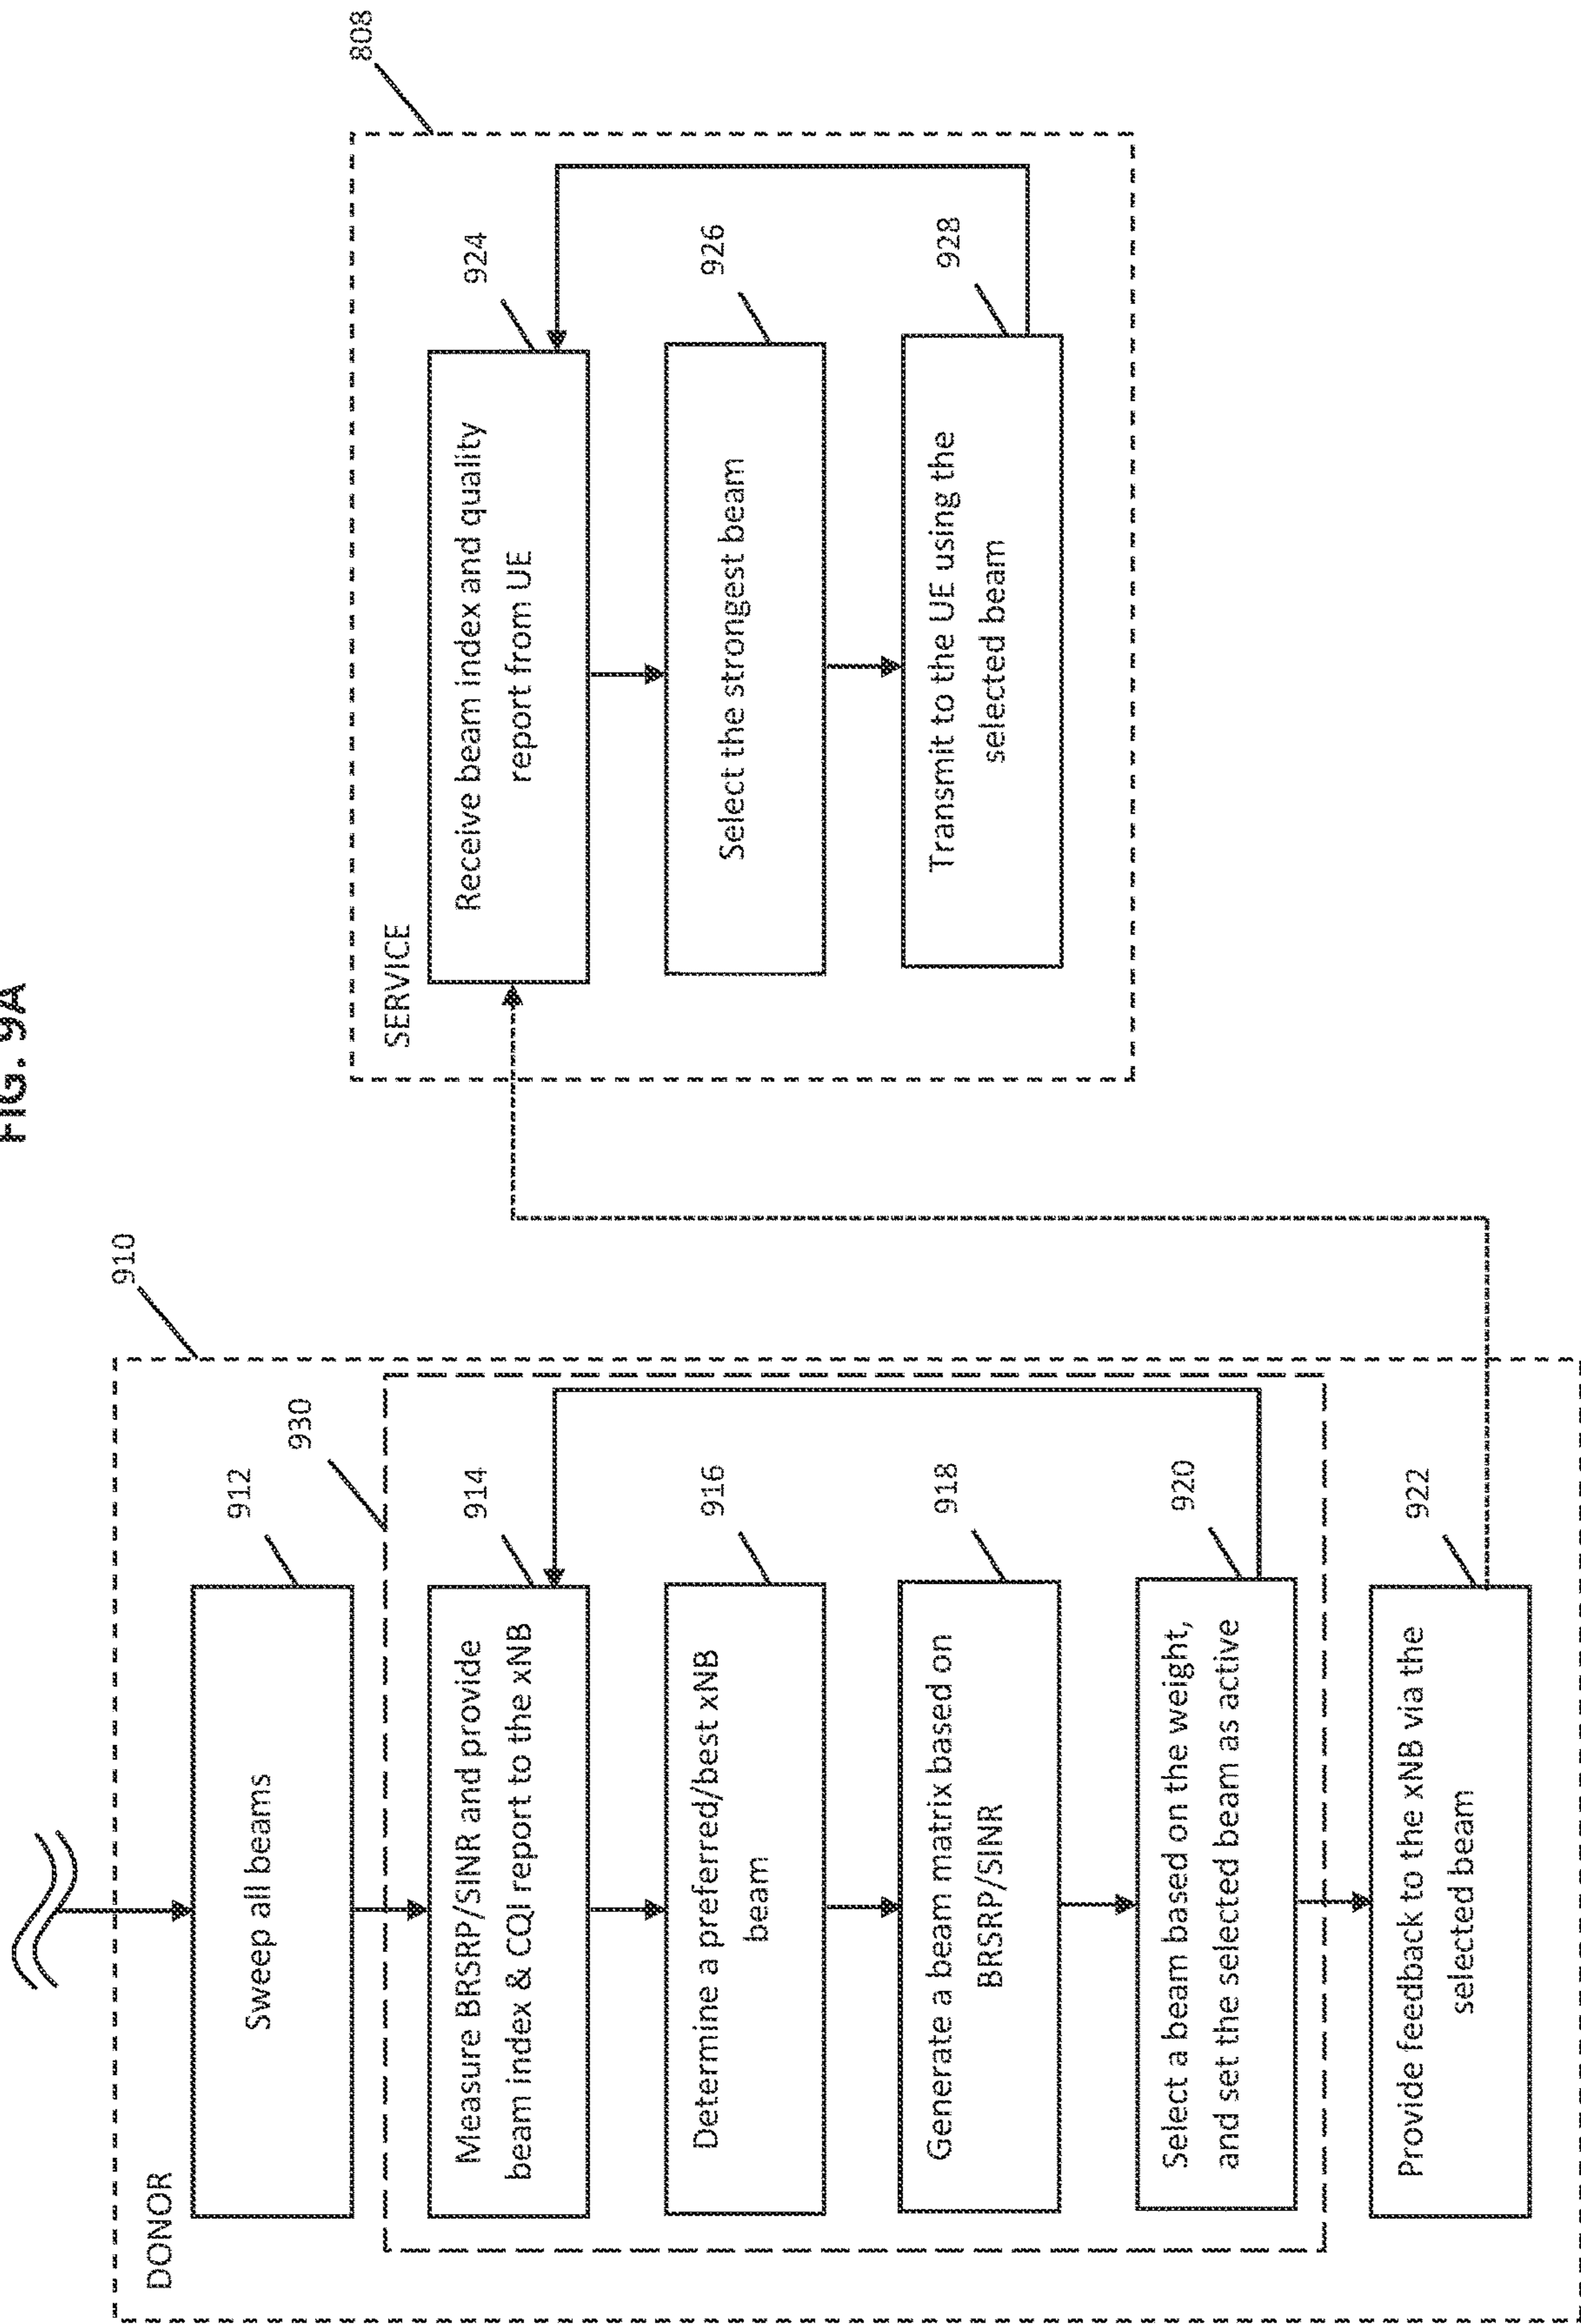 FIG. 9A
910
DONOR
912
Sweep all beams
930
914
Measure BRSRP/SINR and provide
beam index & CQI report to the xNB
916
Determine a preferred/best xNB
beam
918
Generate a beam matrix based on
BRSRP/SINR
920
Select a beam based on the weight,
and set the selected beam as active
922
Provide feedback to the xNB via the
selected beam
808
SERVICE
924
Receive beam index and quality
report from UE
926
Select the strongest beam
928
Transmit to the UE using the
selected beam